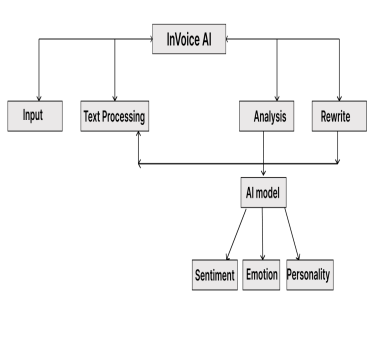 InVoice AI
Input
Text Processing
Analysis
Rewrite
AI model
Sentiment
Emotion
Personality